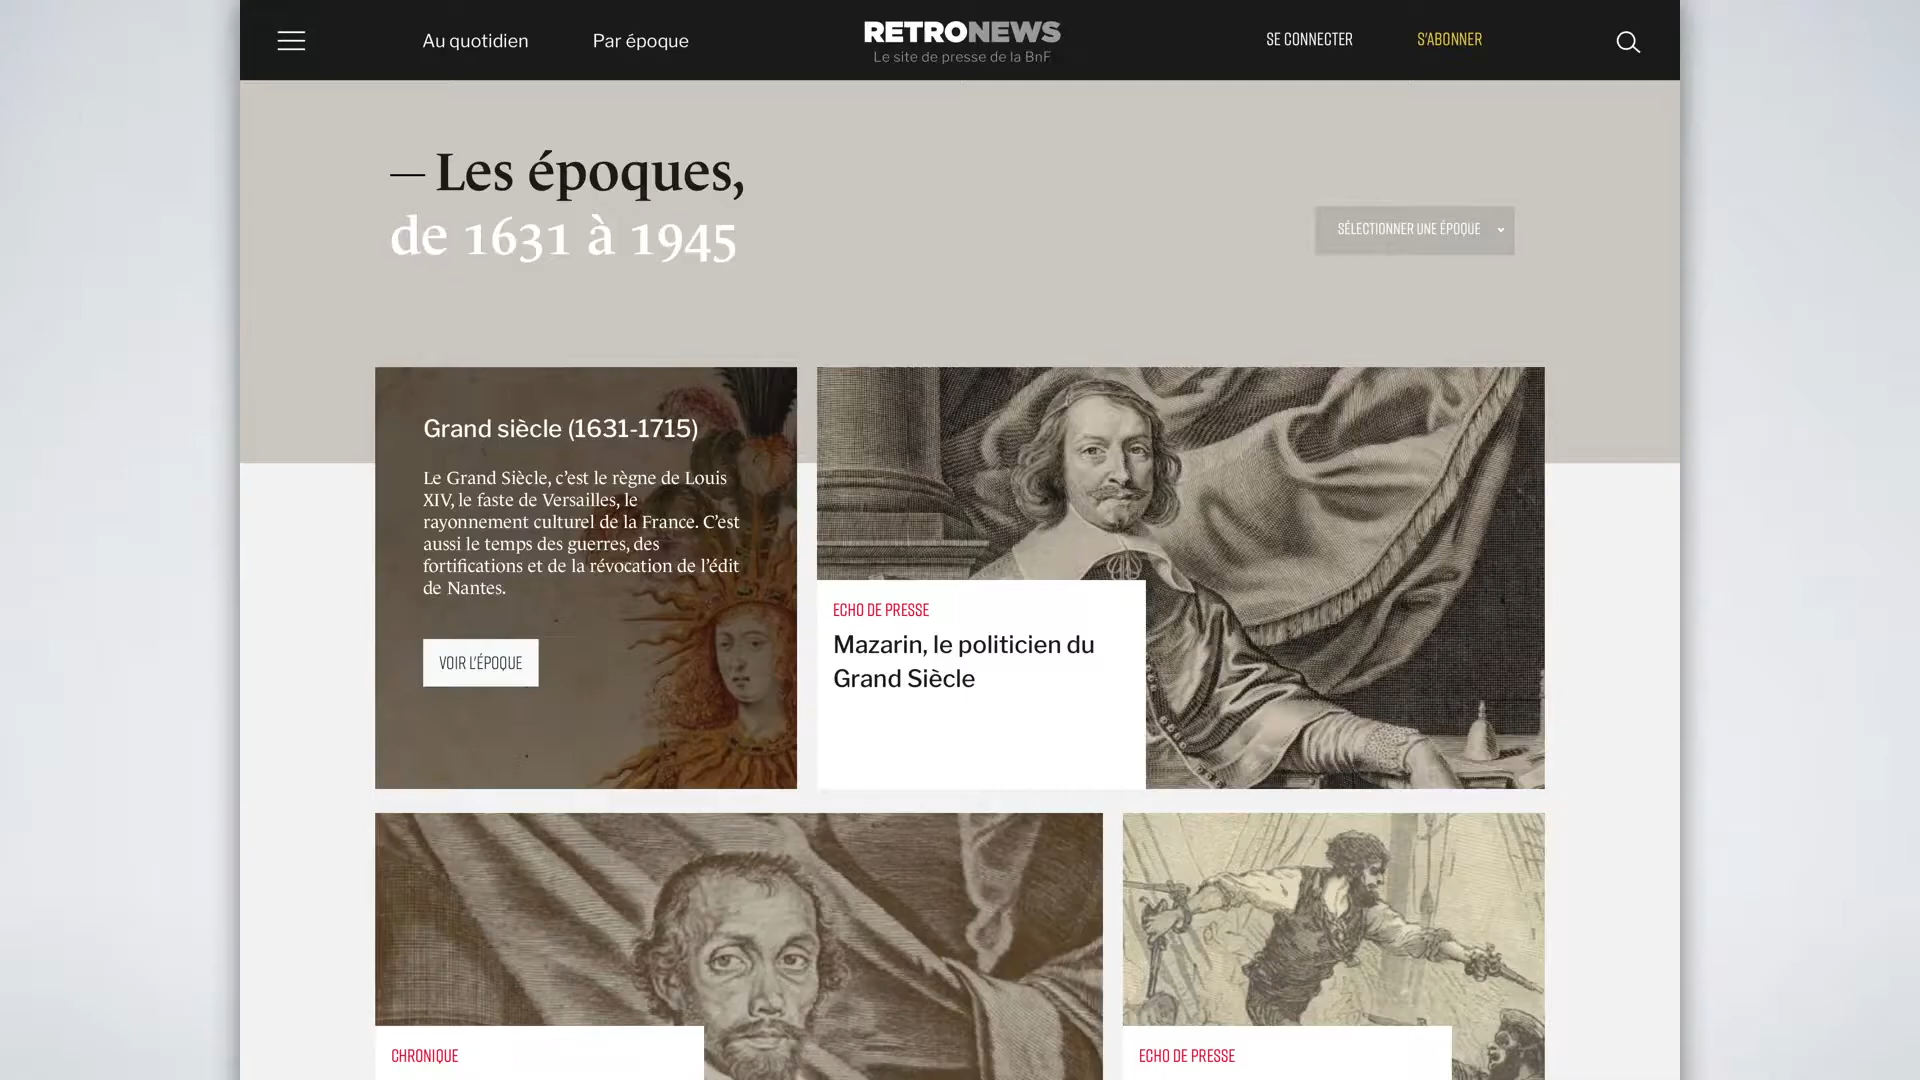 Au quotidien
Par époque
RETRONEWS
Le site de presse de la BnF
SE CONNECTER
S'ABONNER
— Les époques,
de 1631 à 1945
SÉLECTIONNER UNE ÉPOQUE
Grand siècle (1631-1715)
Le Grand Siècle, c’est le règne de Louis
XIV, le faste de Versailles, le
rayonnement culturel de la France. C’est
aussi le temps des guerres, des
fortifications et de la révocation de l’édit
de Nantes.
VOIR L'ÉPOQUE
ECHO DE PRESSE
Mazarin, le politicien du
Grand Siècle
CHRONIQUE
ECHO DE PRESSE